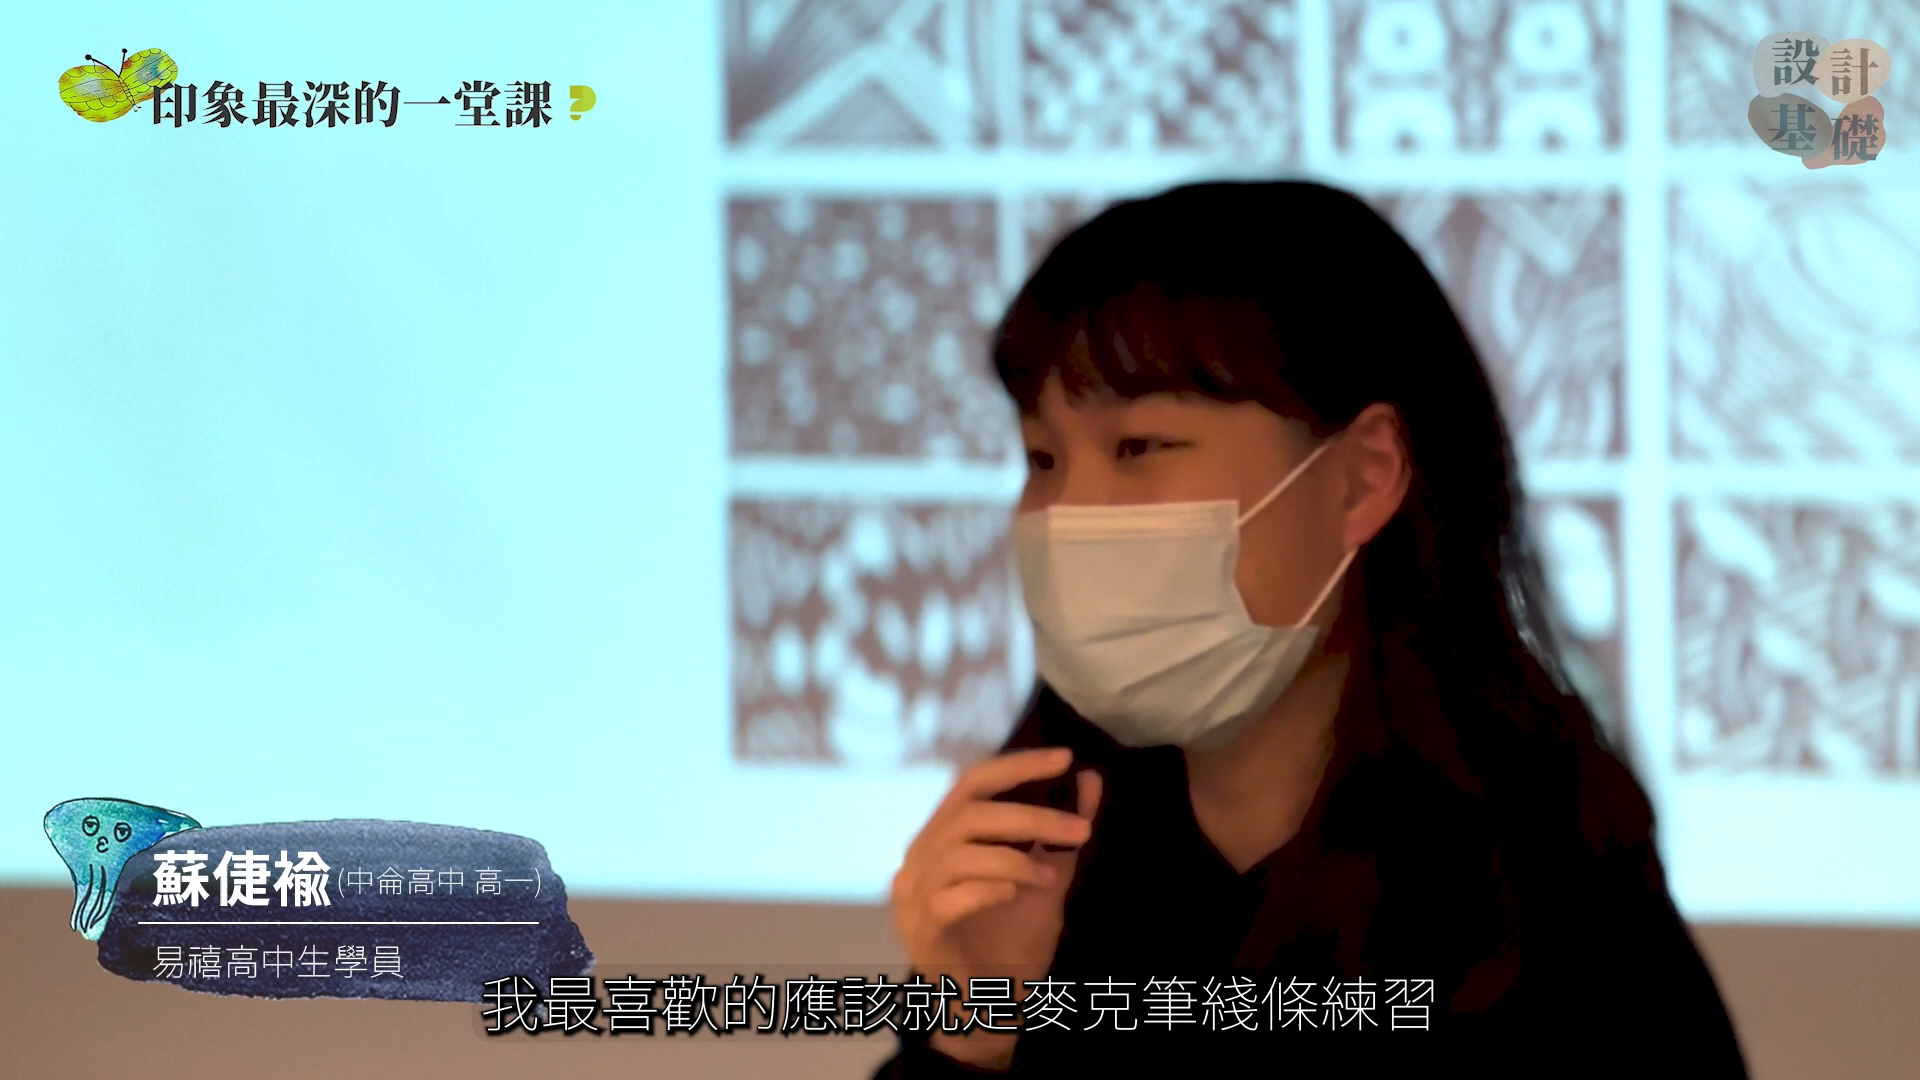 印象最深的一堂課?
設計
基礎
蘇倢褕(中崙高中 高一)
易禧高中生學員
我最喜歡的應該就是麥克筆綫條練習